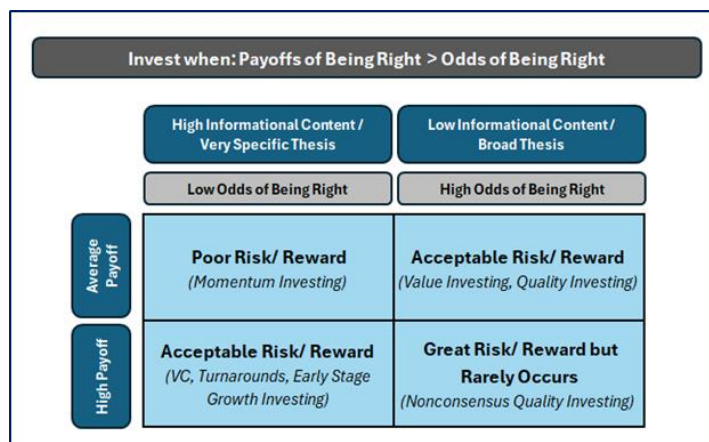 Invest when: Payoffs of Being Right > Odds of Being Right
High Informational Content /
Very Specific Thesis
Low Informational Content/
Broad Thesis
Low Odds of Being Right
High Odds of Being Right
Average
Payoff
Poor Risk/ Reward
(Momentum Investing)
Acceptable Risk/ Reward
(Value Investing, Quality Investing)
High Payoff
Acceptable Risk/ Reward
(VC, Turnarounds, Early Stage
Growth Investing)
Great Risk/ Reward but
Rarely Occurs
(Nonconsensus Quality Investing)